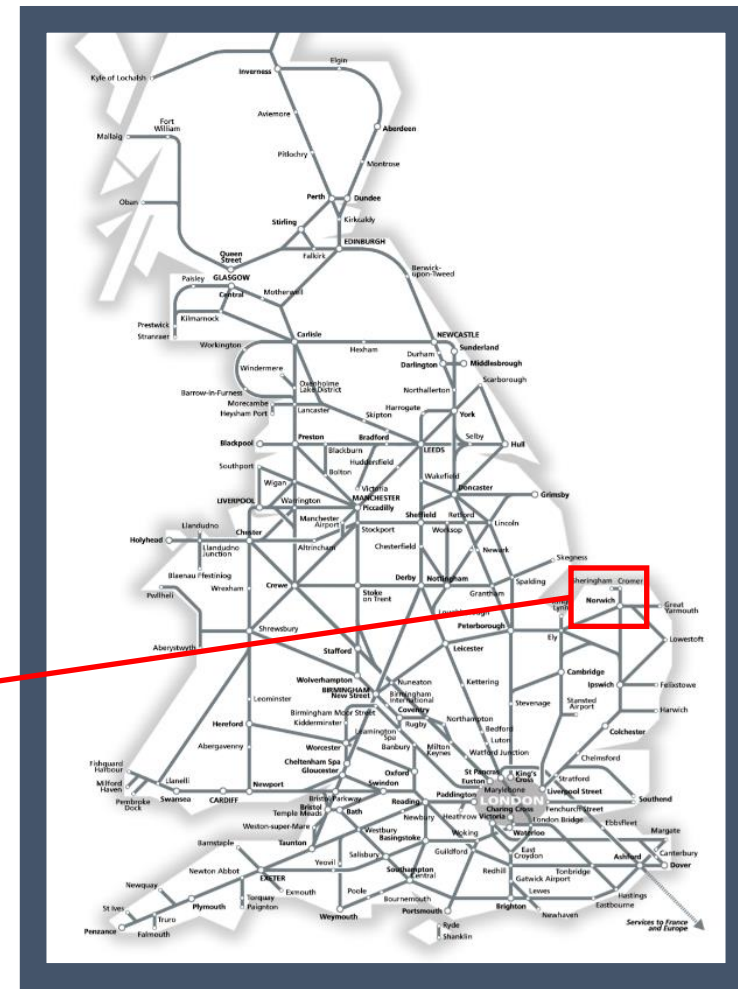 Elgin
Kyle of Lochalsh
Inverness
Aviemore
Fort
William
Aberdeen
Mallaig
Pitlochry
Montrose
Perth
Dundee
Oban
Stirling
Kirkcaldy
EDINBURGH
Queen
Street
Falkirk
Berwick-
upon-Tweed
Paisley
GLASGOW
Central
Motherwell
Kilmarnock
Prestwick
Stranraer
Carlisle
NEWCASTLE
Workington
Hexham
Sunderland
Durham
Darlington
Middlesbrough
Windermere
Oxenholme
Lake District
Scarborough
Barrow-in-Furness
Northallerton
Morecambe
Heysham Port
Lancaster
Harrogate
York
Skipton
Blackpool
Preston
Bradford
Selby
Hull
Blackburn
LEEDS
Southport
Huddersfield
Bolton
Wakefield
Wigan
Victoria
Doncaster
LIVERPOOL
Warrington
MANCHESTER
Piccadilly
Grimsby
Manchester
Airport
Sheffield
Retford
Lincoln
Llandudno
Stockport
Worksop
Holyhead
Chester
Llandudno
Junction
Altrincham
Chesterfield
Newark
Skegness
Blaenau Ffestiniog
Wrexham
Crewe
Stoke
on Trent
Derby
Nottingham
Spalding
Sheringham
Cromer
Pwllheli
Grantham
Norwich
Great
Yarmouth
Lynn
Shrewsbury
Peterborough
Ely
Lowestoft
Aberystwyth
Stafford
Leicester
Wolverhampton
Cambridge
BIRMINGHAM
New Street
Nuneaton
Kettering
Ipswich
Felixstowe
Birmingham
International
Leominster
Birmingham Moor Street
Coventry
Stevenage
Stansted
Airport
Harwich
Kidderminster
Rugby
Northampton
Hereford
Leamington
Spa
Bedford
Colchester
Abergavenny
Worcester
Banbury
Milton
Keynes
Luton
Watford Junction
Chelmsford
Cheltenham Spa
Gloucester
Fishguard
Harbour
Oxford
St Pancras
Euston
King's
Cross
Stratford
Milford
Haven
Llanelli
Swindon
Marylebone
Liverpool Street
Pembroke
Dock
Swansea
CARDIFF
Newport
Bristol Parkway
Reading
Paddington
LONDON
Southend
Bristol
Temple Meads
Bath
Charing Cross
Fenchurch Street
Newbury
Heathrow
Victoria
London Bridge
Ebbsfleet
Weston-super-Mare
Westbury
Basingstoke
Woking
Waterloo
Margate
Barnstaple
Taunton
Salisbury
Guildford
East
Croydon
Canterbury
Yeovil
Ashford
Dover
Newton Abbot
Southampton
Central
Redhill
Tonbridge
EXETER
Gatwick Airport
Newquay
Exmouth
Poole
Lewes
Hastings
St Ives
Plymouth
Torquay
Paignton
Bournemouth
Eastbourne
Truro
Weymouth
Portsmouth
Brighton
Newhaven
Penzance
Falmouth
Ryde
Shanklin
Services to France
and Europe